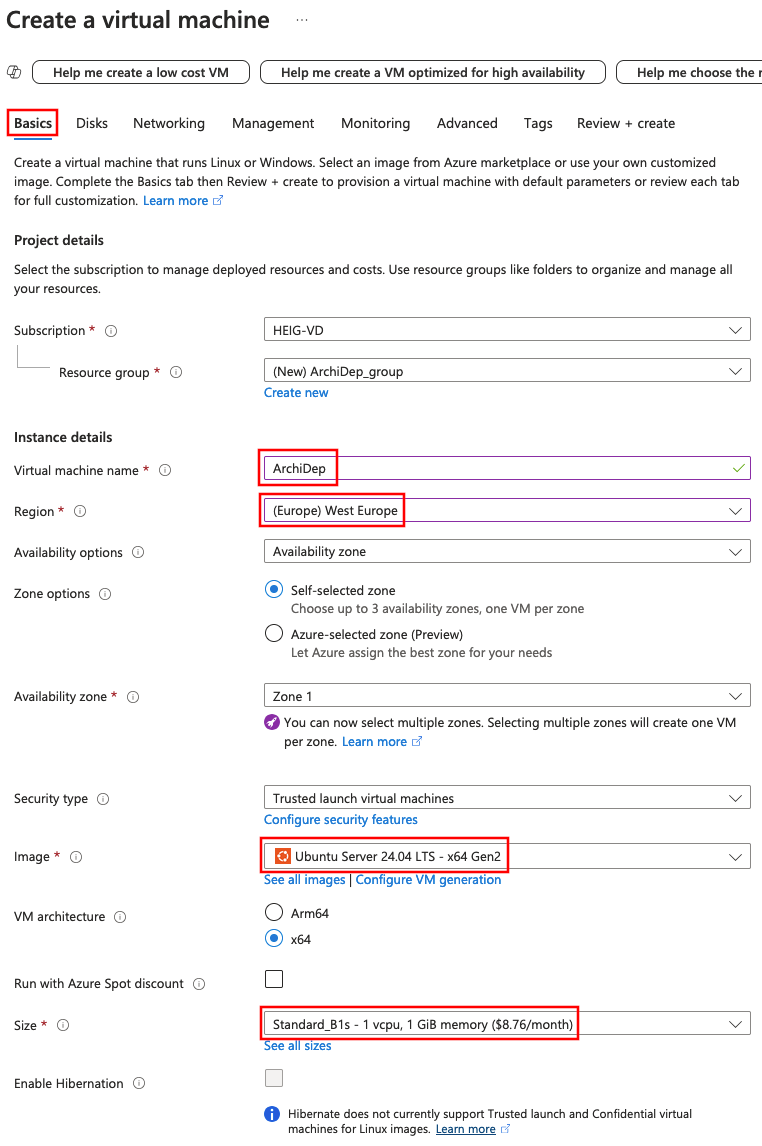 Create a virtual machine ...
Help me create a low cost VM
Help me create a VM optimized for high availability
Help me choose the r
Basics Disks Networking Management Monitoring Advanced Tags Review + create
Create a virtual machine that runs Linux or Windows. Select an image from Azure marketplace or use your own customized
image. Complete the Basics tab then Review + create to provision a virtual machine with default parameters or review each tab
for full customization. Learn more
Project details
Select the subscription to manage deployed resources and costs. Use resource groups like folders to organize and manage all
your resources.
Subscription *
HEIG-VD
Resource group *
(New) ArchiDep_group
Create new
Instance details
Virtual machine name *
ArchiDep
Region *
(Europe) West Europe
Availability options
Availability zone
Zone options
Self-selected zone
Choose up to 3 availability zones, one VM per zone
Azure-selected zone (Preview)
Let Azure assign the best zone for your needs
Availability zone *
Zone 1
You can now select multiple zones. Selecting multiple zones will create one VM
per zone. Learn more
Security type
Trusted launch virtual machines
Configure security features
Image *
Ubuntu Server 24.04 LTS - x64 Gen2
See all images | Configure VM generation
VM architecture
Arm64
x64
Run with Azure Spot discount
Size *
Standard_B1s - 1 vcpu, 1 GiB memory ($8.76/month)
See all sizes
Enable Hibernation
Hibernate does not currently support Trusted launch and Confidential virtual
machines for Linux images. Learn more